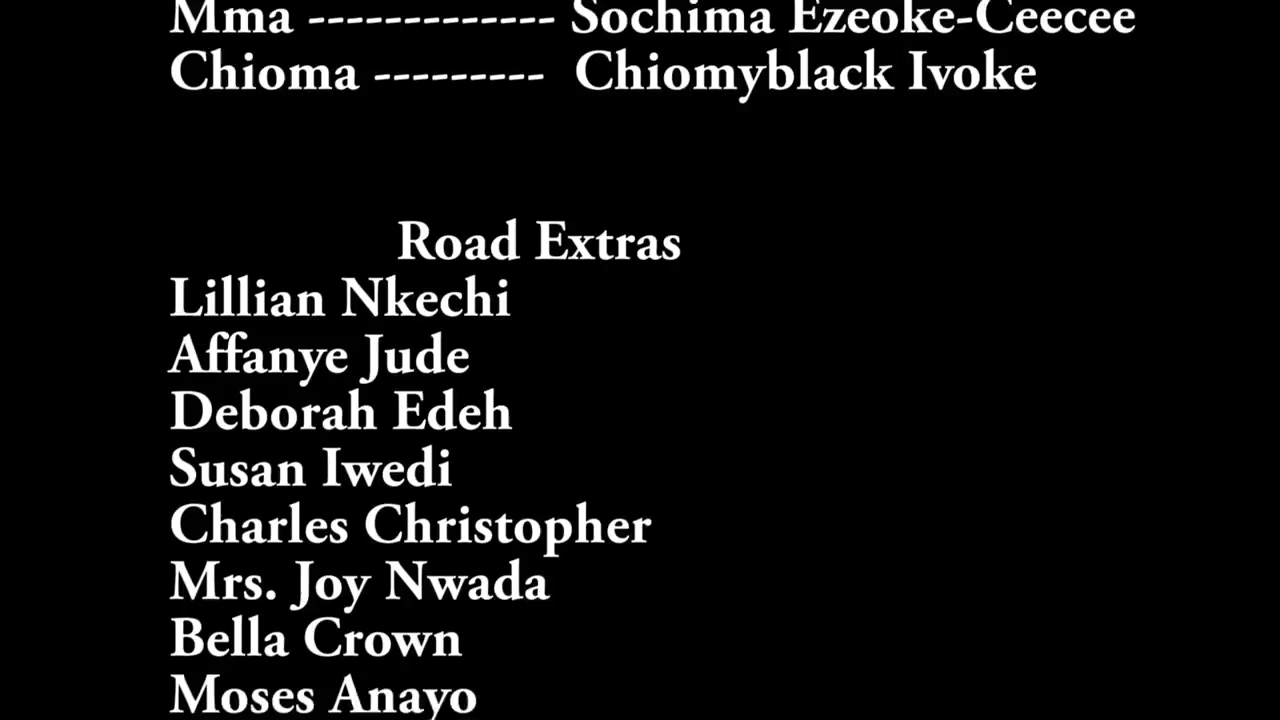 Mma ------------- Sochima Ezeoke-Ceecee
Chioma --------- Chiomyblack Ivoke
Road Extras
Lillian Nkechi
Affanye Jude
Deborah Edeh
Susan Iwedi
Charles Christopher
Mrs. Joy Nwada
Bella Crown
Moses Anayo